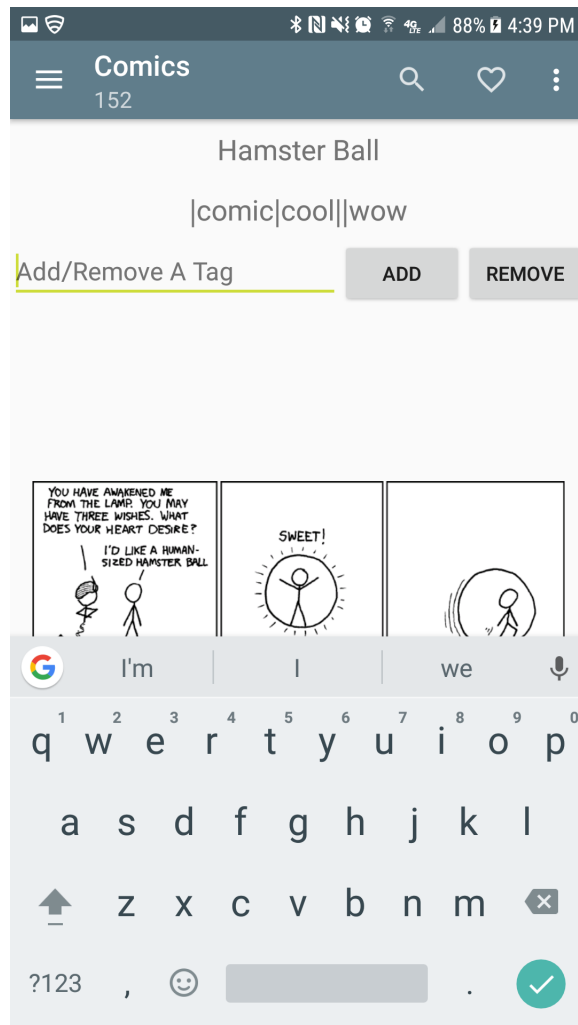 4G LTE 88% 4:39 PM
Comics
152
Hamster Ball
|comic|cool||wow
Add/Remove A Tag ADD REMOVE
YOU HAVE AWAKENED ME
FROM THE LAMP. YOU MAY
HAVE THREE WISHES. WHAT
DOES YOUR HEART DESIRE?
I'D LIKE A HUMAN-
SIZED HAMSTER BALL
SWEET!
G I'm I we
1 2 3 4 5 6 7 8 9 0
q w e r t y u i o p
a s d f g h j k l
z x c v b n m
?123 , .